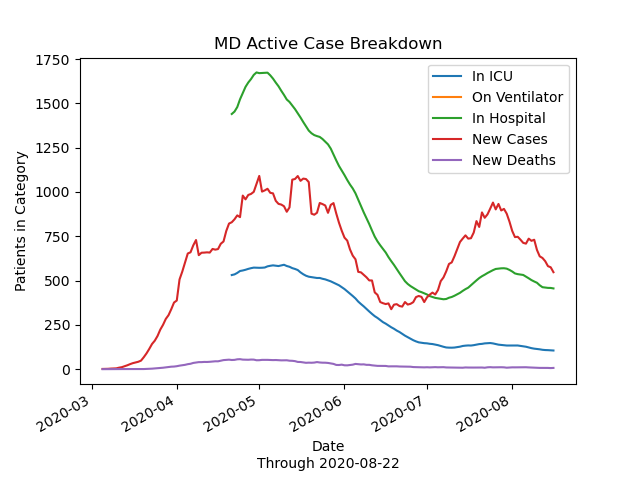 MD Active Case Breakdown
1750
1500
1250
1000
750
500
250
0
Patients in Category
In ICU
On Ventilator
In Hospital
New Cases
New Deaths
2020-03
2020-04
2020-05
2020-06
2020-07
2020-08
Date
Through 2020-08-22